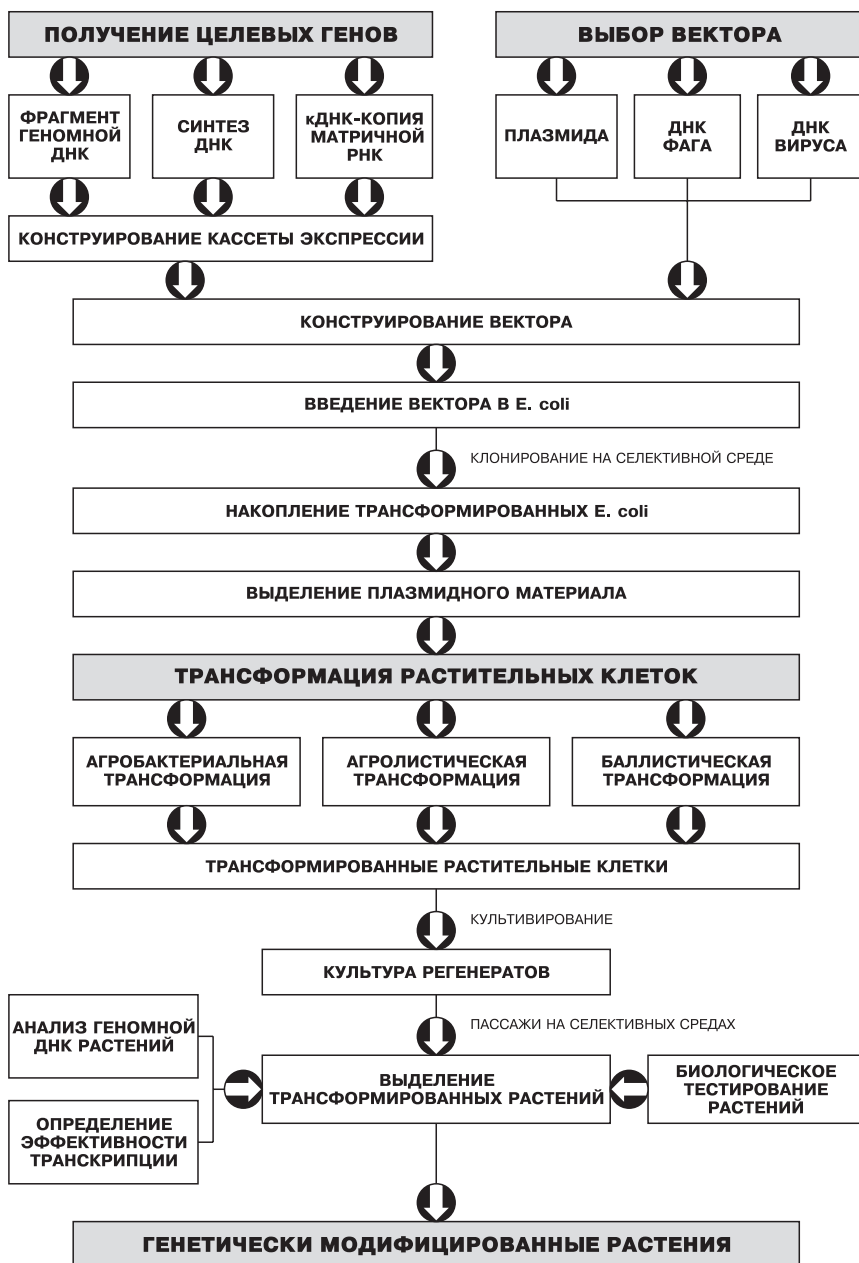 ПОЛУЧЕНИЕ ЦЕЛЕВЫХ ГЕНОВ
ВЫБОР ВЕКТОРА
ФРАГМЕНТ
ГЕНОМНОЙ
ДНК
СИНТЕЗ
ДНК
кДНК-КОПИЯ
МАТРИЧНОЙ
РНК
ПЛАЗМИДА
ДНК
ФАГА
ДНК
ВИРУСА
КОНСТРУИРОВАНИЕ КАССЕТЫ ЭКСПРЕССИИ
КОНСТРУИРОВАНИЕ ВЕКТОРА
ВВЕДЕНИЕ ВЕКТОРА В E. coli
КЛОНИРОВАНИЕ НА СЕЛЕКТИВНОЙ СРЕДЕ
НАКОПЛЕНИЕ ТРАНСФОРМИРОВАННЫХ E. coli
ВЫДЕЛЕНИЕ ПЛАЗМИДНОГО МАТЕРИАЛА
ТРАНСФОРМАЦИЯ РАСТИТЕЛЬНЫХ КЛЕТОК
АГРОБАКТЕРИАЛЬНАЯ
ТРАНСФОРМАЦИЯ
АГРОЛИСТИЧЕСКАЯ
ТРАНСФОРМАЦИЯ
БАЛЛИСТИЧЕСКАЯ
ТРАНСФОРМАЦИЯ
ТРАНСФОРМИРОВАННЫЕ РАСТИТЕЛЬНЫЕ КЛЕТКИ
КУЛЬТИВИРОВАНИЕ
КУЛЬТУРА РЕГЕНЕРАТОВ
ПАССАЖИ НА СЕЛЕКТИВНЫХ СРЕДАХ
АНАЛИЗ ГЕНОМНОЙ
ДНК РАСТЕНИЙ
ОПРЕДЕЛЕНИЕ
ЭФФЕКТИВНОСТИ
ТРАНСКРИПЦИИ
ВЫДЕЛЕНИЕ
ТРАНСФОРМИРОВАННЫХ РАСТЕНИЙ
БИОЛОГИЧЕСКОЕ
ТЕСТИРОВАНИЕ
РАСТЕНИЙ
ГЕНЕТИЧЕСКИ МОДИФИЦИРОВАННЫЕ РАСТЕНИЯ